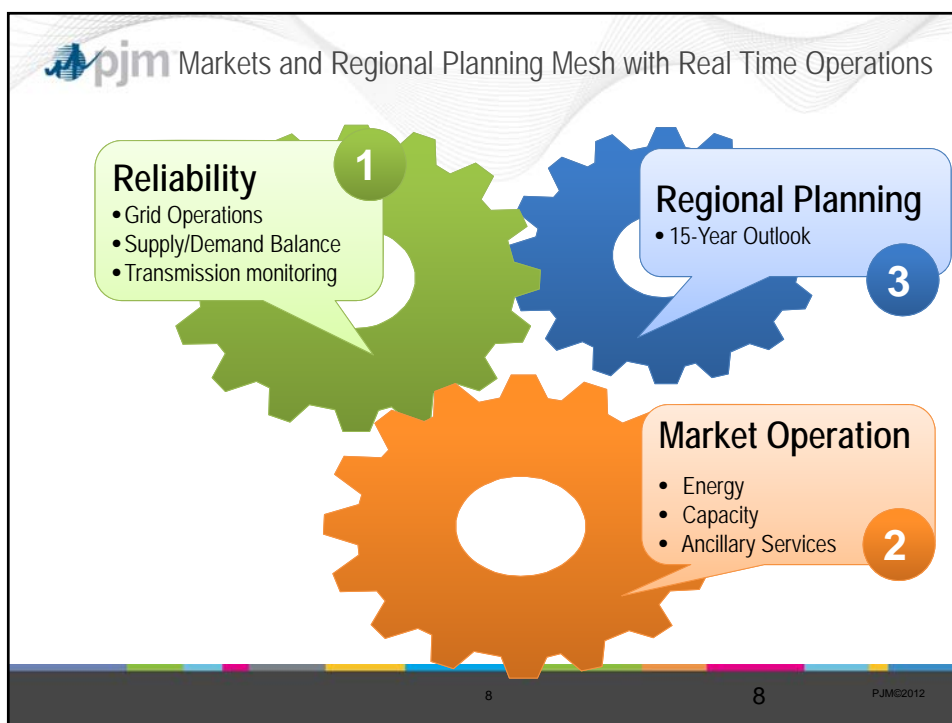 pjm Markets and Regional Planning Mesh with Real Time Operations
1
Reliability
• Grid Operations
• Supply/Demand Balance
• Transmission monitoring
Regional Planning
• 15-Year Outlook
3
Market Operation
• Energy
• Capacity
• Ancillary Services
2
8
8
PJM©2012